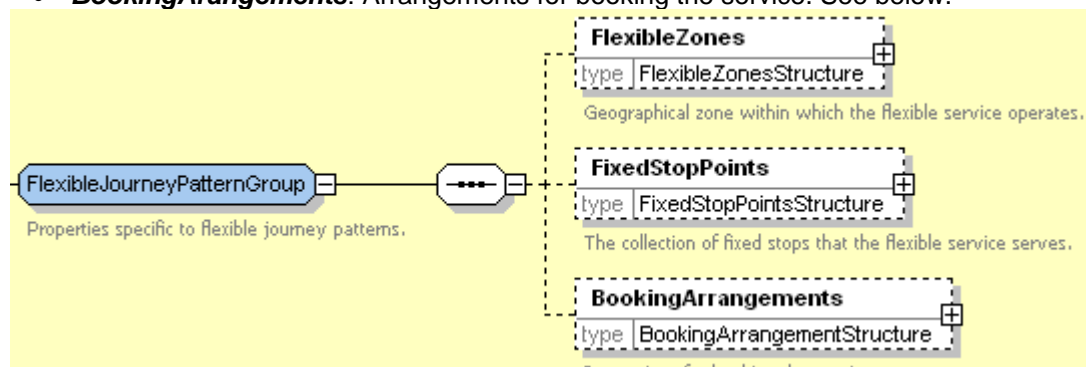 BookingArrangements: Arrangements for booking the service. See below.
FlexibleZones
type FlexibleZonesStructure
Geographical zone within which the flexible service operates.
FixedStopPoints
FlexibleJourneyPatternGroup
type FixedStopPointsStructure
Properties specific to flexible journey patterns.
The collection of fixed stops that the flexible service serves.
BookingArrangements
type BookingArrangementStructure